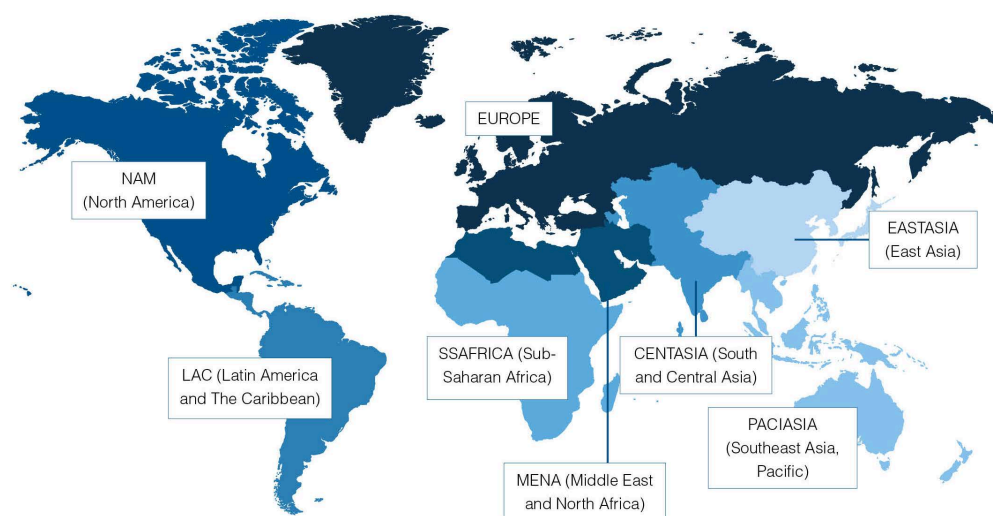 EUROPE
NAM
(North America)
EASTASIA
(East Asia)
SSAFRICA (Sub-
Saharan Africa)
CENTASIA (South
and Central Asia)
LAC (Latin America
and The Caribbean)
PACIASIA
(Southeast Asia,
Pacific)
MENA (Middle East
and North Africa)